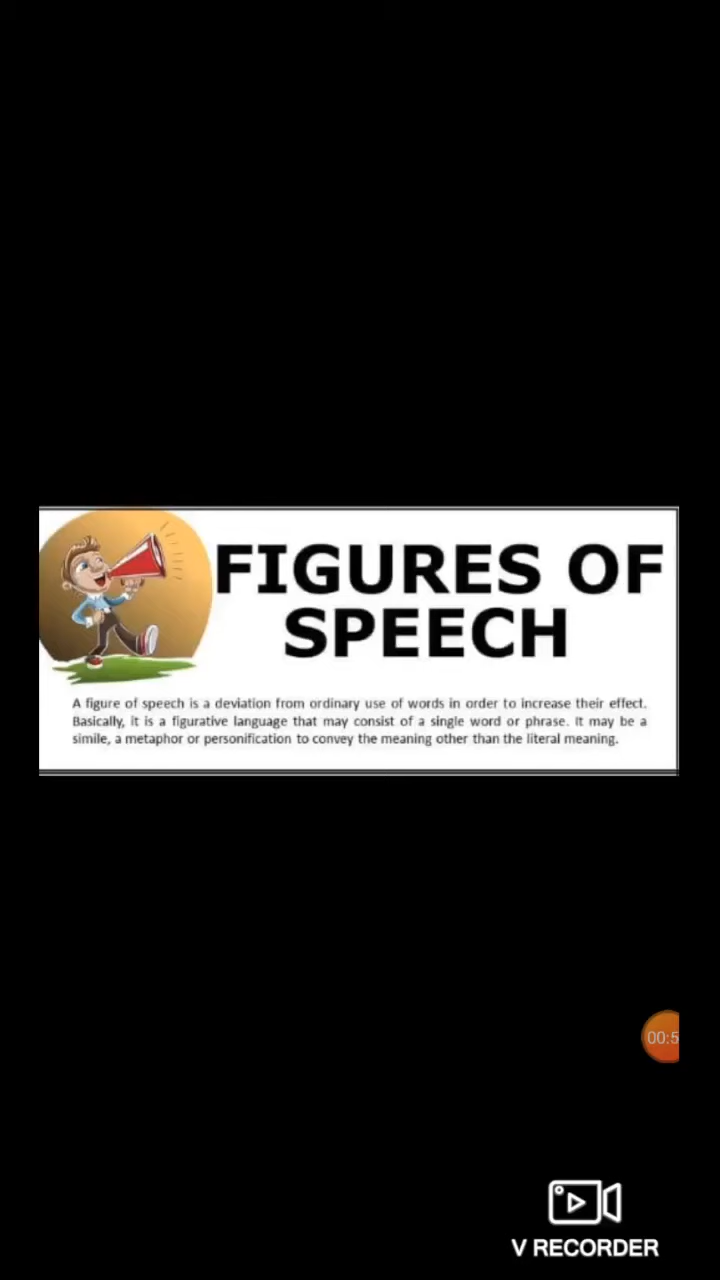 FIGURES OF
SPEECH
A figure of speech is a deviation from ordinary use of words in order to increase their effect.
Basically, it is a figurative language that may consist of a single word or phrase. It may be a
simile, a metaphor or personification to convey the meaning other than the literal meaning.
00:5
V RECORDER